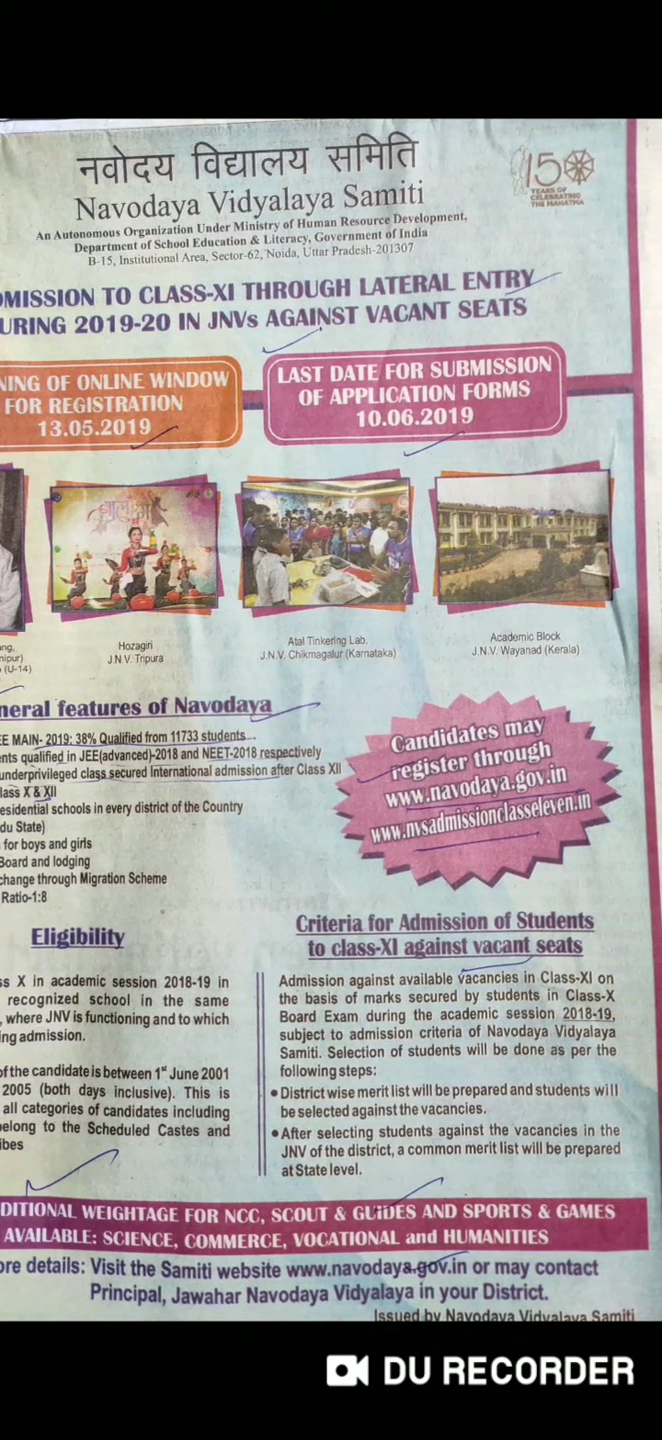 नवोदय विद्यालय समिति
Navodaya Vidyalaya Samiti
An Autonomous Organization Under Ministry of Human Resource Development,
Department of School Education & Literacy, Government of India
B-15, Institutional Area, Sector-62, Noida, Uttar Pradesh-201307
150
YEARS OF
CELEBRATING
THE MAHATMA
DMISSION TO CLASS-XI THROUGH LATERAL ENTRY
URING 2019-20 IN JNVs AGAINST VACANT SEATS
NING OF ONLINE WINDOW
FOR REGISTRATION
13.05.2019
LAST DATE FOR SUBMISSION
OF APPLICATION FORMS
10.06.2019
ang,
nipur)
(U-14)
Hozagiri
J.N.V. Tripura
Atal Tinkering Lab.
J.N.V. Chikmagalur (Karnataka)
Academic Block
J.N.V. Wayanad (Kerala)
neral features of Navodaya
EE MAIN- 2019: 38% Qualified from 11733 students
ents qualified in JEE(advanced)-2018 and NEET-2018 respectively
underprivileged class secured International admission after Class XII
lass X & XII
esidential schools in every district of the Country
du State)
for boys and girls
Board and lodging
change through Migration Scheme
Ratio-1:8
Candidates may
register through
www.navodaya.gov.in
www.nvsadmissionclasseleven.in
Eligibility
ss X in academic session 2018-19 in
recognized school in the same
, where JNV is functioning and to which
ing admission.
of the candidate is between 1st June 2001
2005 (both days inclusive). This is
all categories of candidates including
belong to the Scheduled Castes and
ibes
Criteria for Admission of Students
to class-XI against vacant seats
Admission against available vacancies in Class-XI on
the basis of marks secured by students in Class-X
Board Exam during the academic session 2018-19,
subject to admission criteria of Navodaya Vidyalaya
Samiti. Selection of students will be done as per the
following steps:
• District wise merit list will be prepared and students will
be selected against the vacancies.
• After selecting students against the vacancies in the
JNV of the district, a common merit list will be prepared
at State level.
DITIONAL WEIGHTAGE FOR NCC, SCOUT & GUIDES AND SPORTS & GAMES
AVAILABLE: SCIENCE, COMMERCE, VOCATIONAL and HUMANITIES
ore details: Visit the Samiti website www.navodaya.gov.in or may contact
Principal, Jawahar Navodaya Vidyalaya in your District.
Issued by Navodaya Vidyalaya Samiti
DU RECORDER